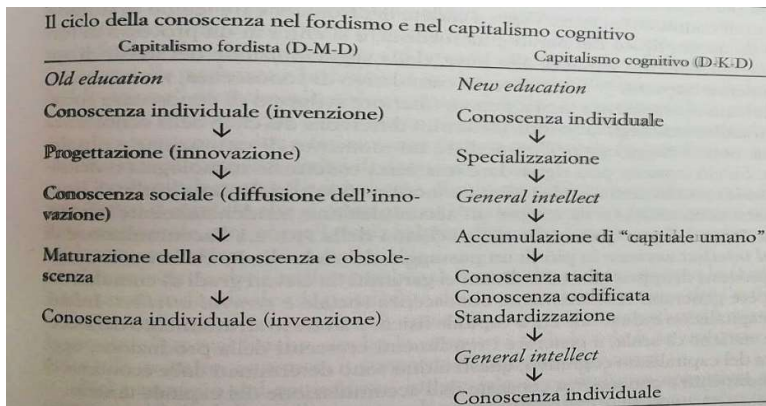 Il ciclo della conoscenza nel fordismo e nel capitalismo cognitivo
Capitalismo fordista (D-M-D)
Old education
Conoscenza individuale (invenzione)
↓
Progettazione (innovazione)
↓
Conoscenza sociale (diffusione dell'inno-
vazione)
↓
Maturazione della conoscenza e obsole-
scenza
↓
Conoscenza individuale (invenzione)
Capitalismo cognitivo (D-K-D)
New education
Conoscenza individuale
↓
Specializzazione
↓
General intellect
↓
Accumulazione di "capitale umano"
↓
Conoscenza tacita
Conoscenza codificata
Standardizzazione
↓
General intellect
↓
Conoscenza individuale